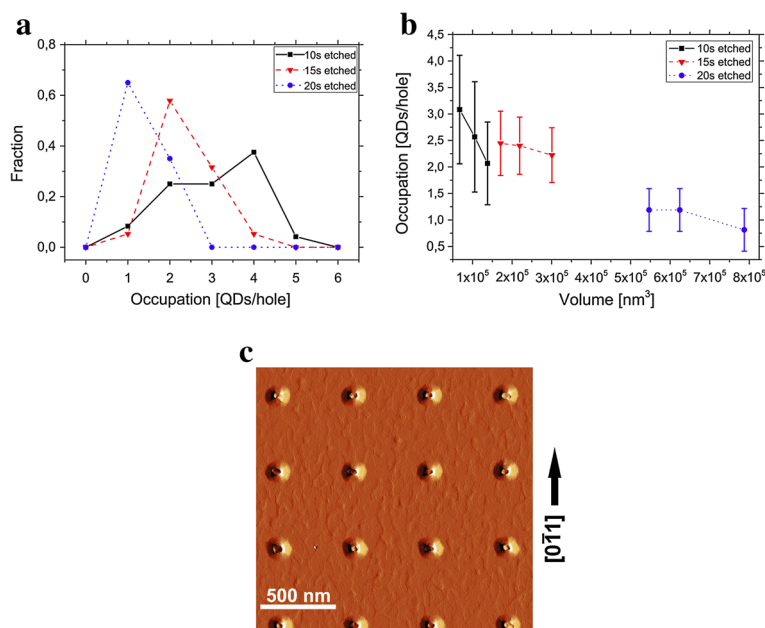 a
0,8
0,6
0,4
0,2
0,0
Fraction
0 1 2 3 4 5 6
Occupation [QDs/hole]
10s etched
15s etched
20s etched
b
4,5
4,0
3,5
3,0
2,5
2,0
1,5
1,0
0,5
Occupation [QDs/hole]
1x10⁵ 2x10⁵ 3x10⁵ 4x10⁵ 5x10⁵ 6x10⁵ 7x10⁵ 8x10⁵
Volume [nm³]
10s etched
15s etched
20s etched
c
500 nm
[01̅1]